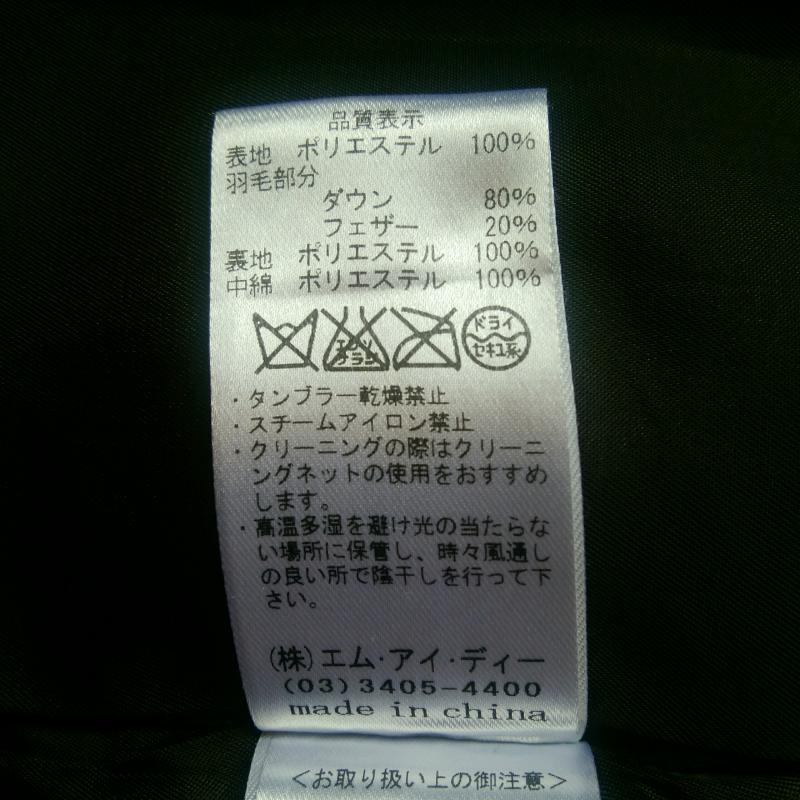 品質表示
表地 ポリエステル 100%
羽毛部分
ダウン 80%
フェザー 20%
裏地 ポリエステル 100%
中綿 ポリエステル 100%
エンソ
サラシ
ドライ
セキユ系
・タンブラー乾燥禁止
・スチームアイロン禁止
・クリーニングの際はクリーニ
ングネットの使用をおすすめ
します。
・高温多湿を避け光の当たらな
い場所に保管し、時々風通し
の良い所で陰干しを行って下
さい。
(株)エム・アイ・ディー
(03)3405-4400
made in china
<お取り扱い上の御注意>